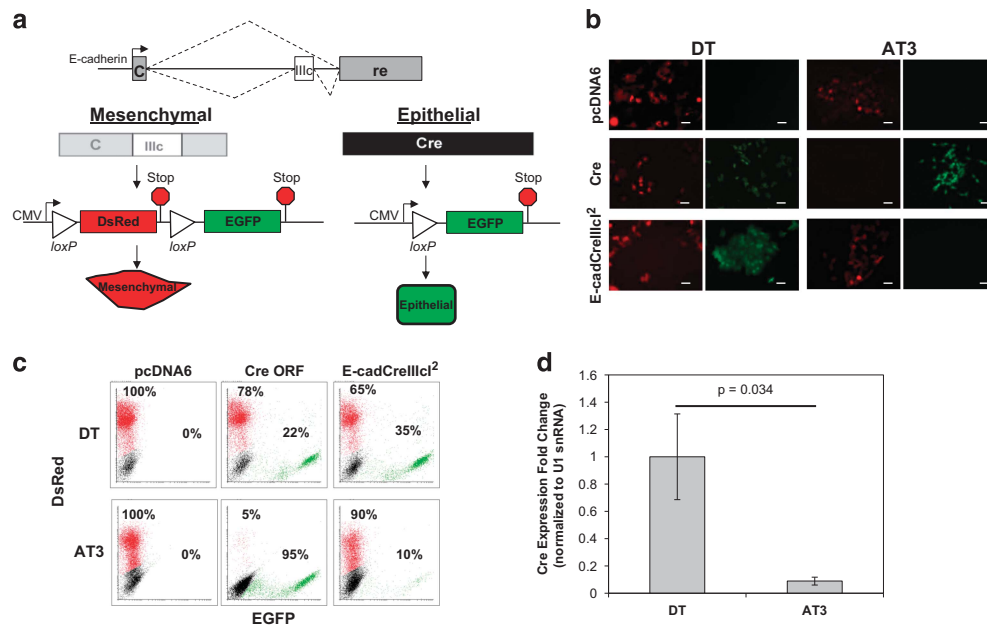 a
E-cadherin
C
IIIc
re
Mesenchymal
Epithelial
C
IIIc
Cre
Stop
Stop
Stop
CMV
DsRed
EGFP
CMV
EGFP
loxP
loxP
loxP
Mesenchymal
Epithelial
b
DT
AT3
pcDNA6
Cre
E-cadCreIIIcI²
c
pcDNA6
Cre ORF
E-cadCreIIIcI²
DT
100%
0%
78%
22%
65%
35%
AT3
100%
0%
5%
95%
90%
10%
DsRed
EGFP
d
p = 0.034
Cre Expression Fold Change
(normalized to U1 snRNA)
1.6
1.4
1.2
1
0.8
0.6
0.4
0.2
0
DT
AT3